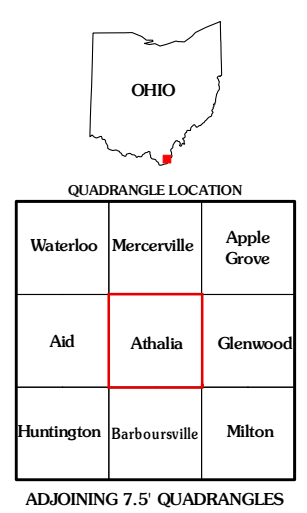 OHIO
QUADRANGLE LOCATION
Waterloo
Mercerville
Apple
Grove
Aid
Athalia
Glenwood
Huntington
Barboursville
Milton
ADJOINING 7.5' QUADRANGLES